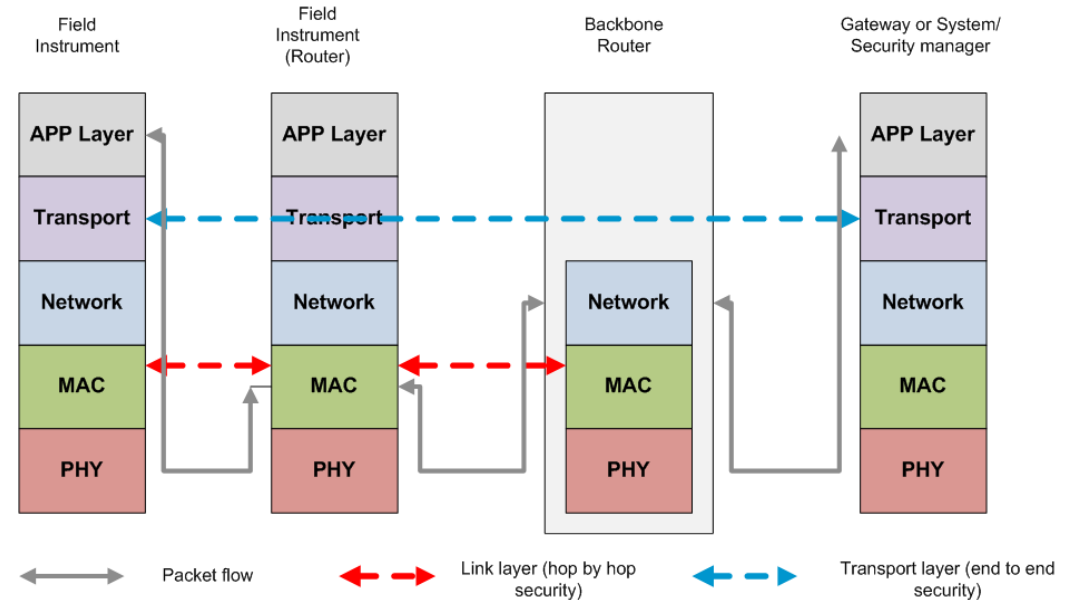 Field
Instrument
Field
Instrument
(Router)
Backbone
Router
Gateway or System/
Security manager
APP Layer
APP Layer
APP Layer
Transport
Transport
Transport
Network
Network
Network
Network
MAC
MAC
MAC
MAC
PHY
PHY
PHY
PHY
Packet flow
Link layer (hop by hop
security)
Transport layer (end to end
security)